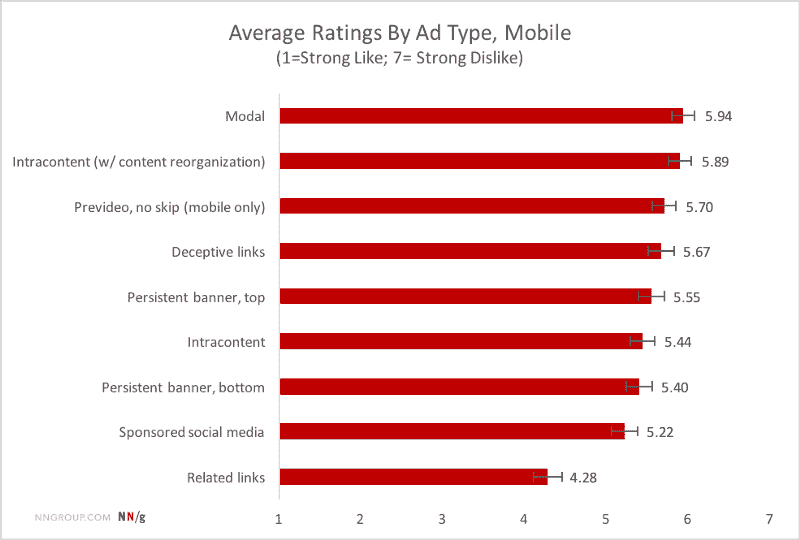 Average Ratings By Ad Type, Mobile
(1=Strong Like; 7= Strong Dislike)
Modal 5.94
Intracontent (w/ content reorganization) 5.89
Prevideo, no skip (mobile only) 5.70
Deceptive links 5.67
Persistent banner, top 5.55
Intracontent 5.44
Persistent banner, bottom 5.40
Sponsored social media 5.22
Related links 4.28
1 2 3 4 5 6 7
NNGROUP.COM NN/g